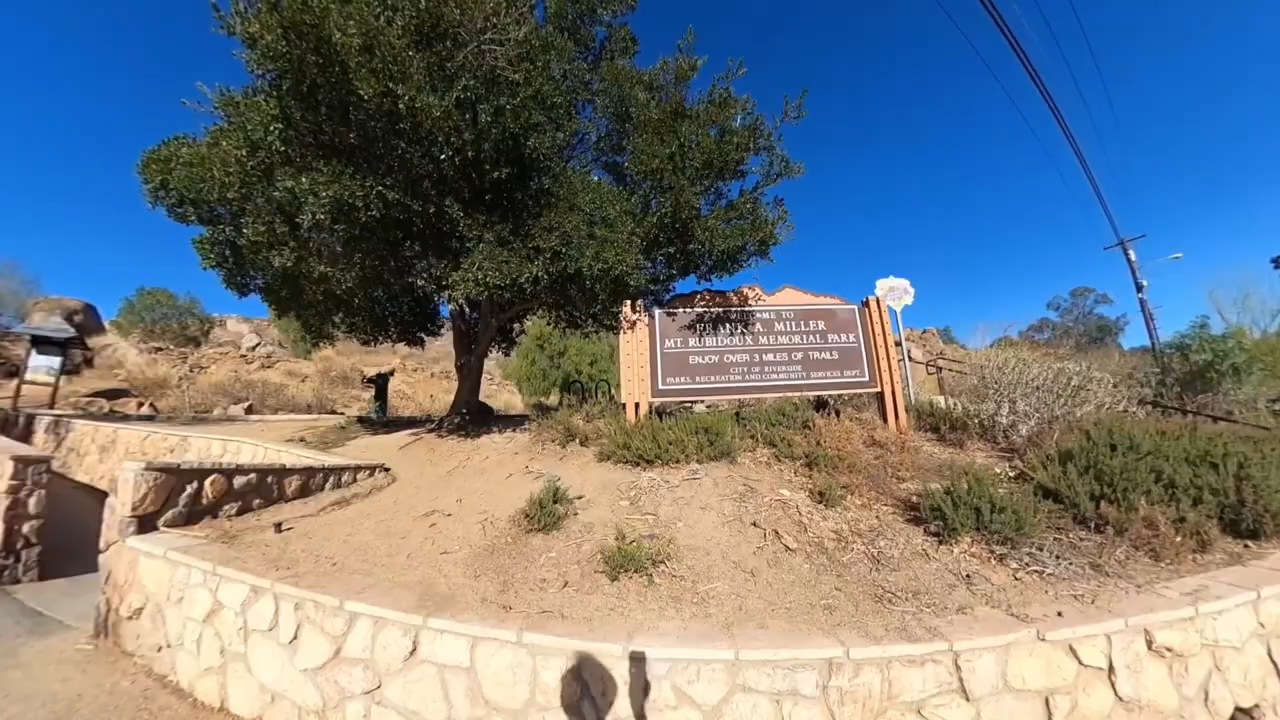 WELCOME TO
FRANK A. MILLER
MT. RUBIDOUX MEMORIAL PARK
ENJOY OVER 3 MILES OF TRAILS
CITY OF RIVERSIDE
PARKS, RECREATION AND COMMUNITY SERVICES DEPT.